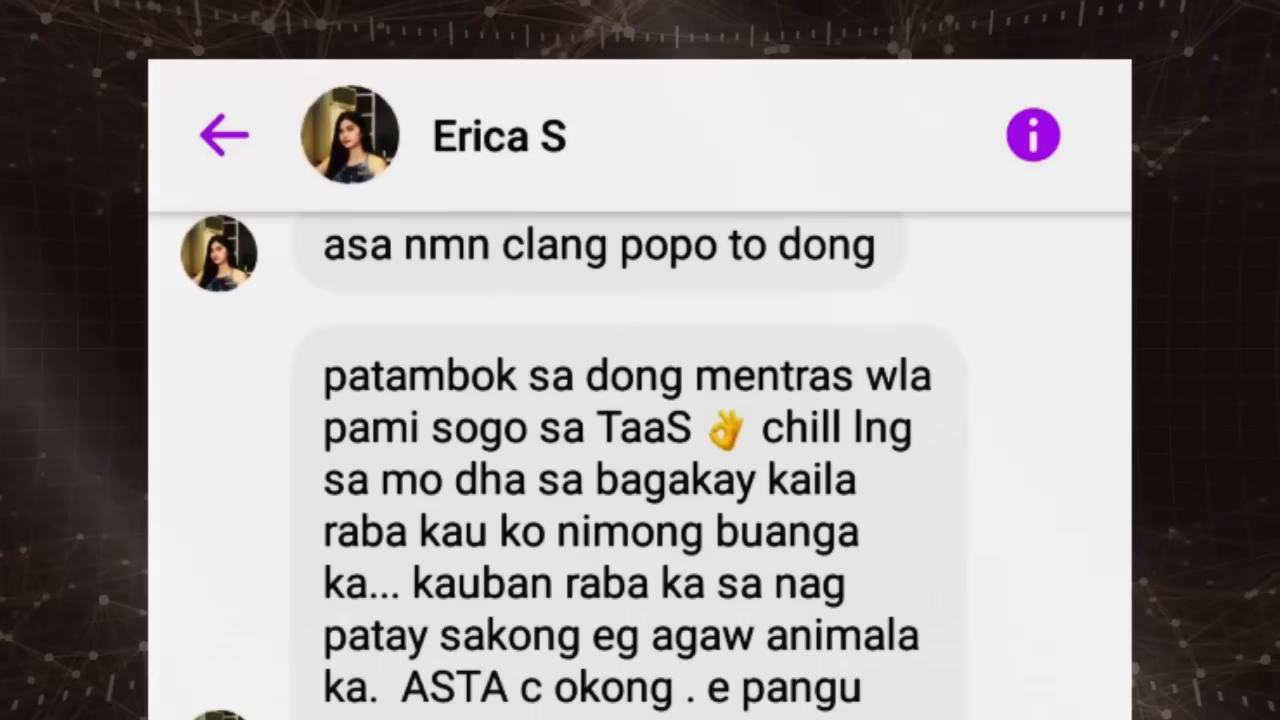 Erica S
asa nmn clang popo to dong
patambok sa dong mentras wla
pami sogo sa TaaS 👌 chill lng
sa mo dha sa bagakay kaila
raba kau ko nimong buanga
ka... kauban raba ka sa nag
patay sakong eg agaw animala
ka.  ASTA c okong . e pangu